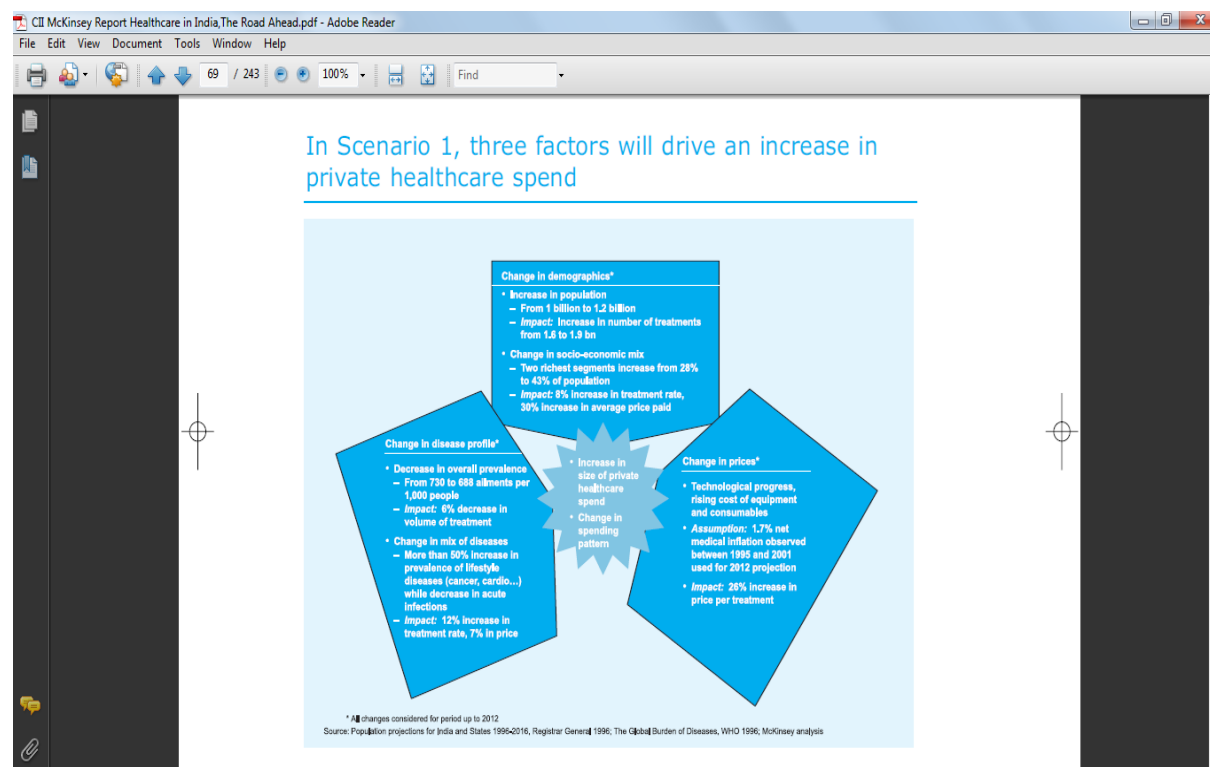 CII McKinsey Report Healthcare in India,The Road Ahead.pdf - Adobe Reader
File Edit View Document Tools Window Help
69 / 243 100% Find
In Scenario 1, three factors will drive an increase in
private healthcare spend
Change in demographics*
• Increase in population
– From 1 billion to 1.2 billion
– Impact: Increase in number of treatments
from 1.6 to 1.9 bn
• Change in socio-economic mix
– Two richest segments increase from 28%
to 43% of population
– Impact: 8% increase in treatment rate,
30% increase in average price paid
Change in disease profile*
• Decrease in overall prevalence
– From 730 to 688 ailments per
1,000 people
– Impact: 6% decrease in
volume of treatment
• Change in mix of diseases
– More than 50% increase in
prevalence of lifestyle
diseases (cancer, cardio...)
while decrease in acute
infections
– Impact: 12% increase in
treatment rate, 7% in price
• Increase in
size of private
healthcare
spend
• Change in
spending
pattern
Change in prices*
• Technological progress,
rising cost of equipment
and consumables
• Assumption: 1.7% net
medical inflation observed
between 1995 and 2001
used for 2012 projection
• Impact: 26% increase in
price per treatment
* All changes considered for period up to 2012
Source: Population projections for India and States 1996-2016, Registrar General 1996; The Global Burden of Diseases, WHO 1996; McKinsey analysis